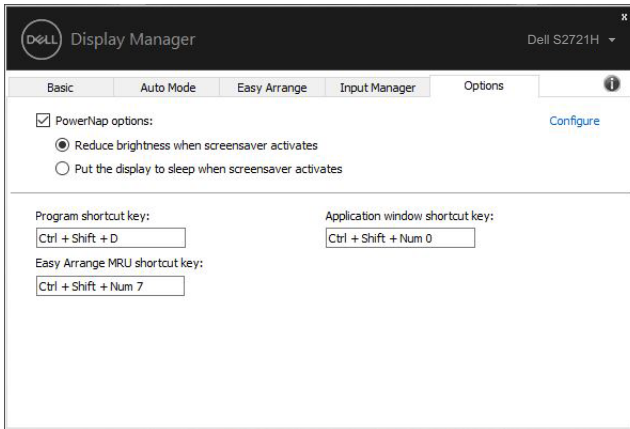 x
DELL Display Manager
Dell S2721H
Basic Auto Mode Easy Arrange Input Manager Options i
PowerNap options: Configure
Reduce brightness when screensaver activates
Put the display to sleep when screensaver activates
Program shortcut key: Application window shortcut key:
Ctrl + Shift + D Ctrl + Shift + Num 0
Easy Arrange MRU shortcut key:
Ctrl + Shift + Num 7